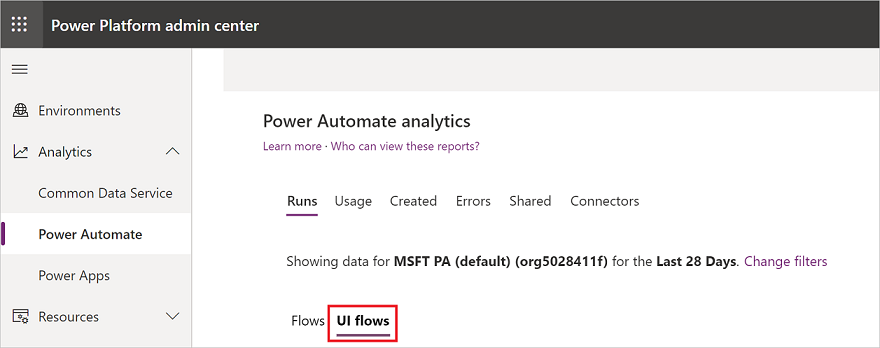 Power Platform admin center
Environments
Analytics
Common Data Service
Power Automate
Power Apps
Resources
Power Automate analytics
Learn more · Who can view these reports?
Runs Usage Created Errors Shared Connectors
Showing data for MSFT PA (default) (org5028411f) for the Last 28 Days. Change filters
Flows UI flows